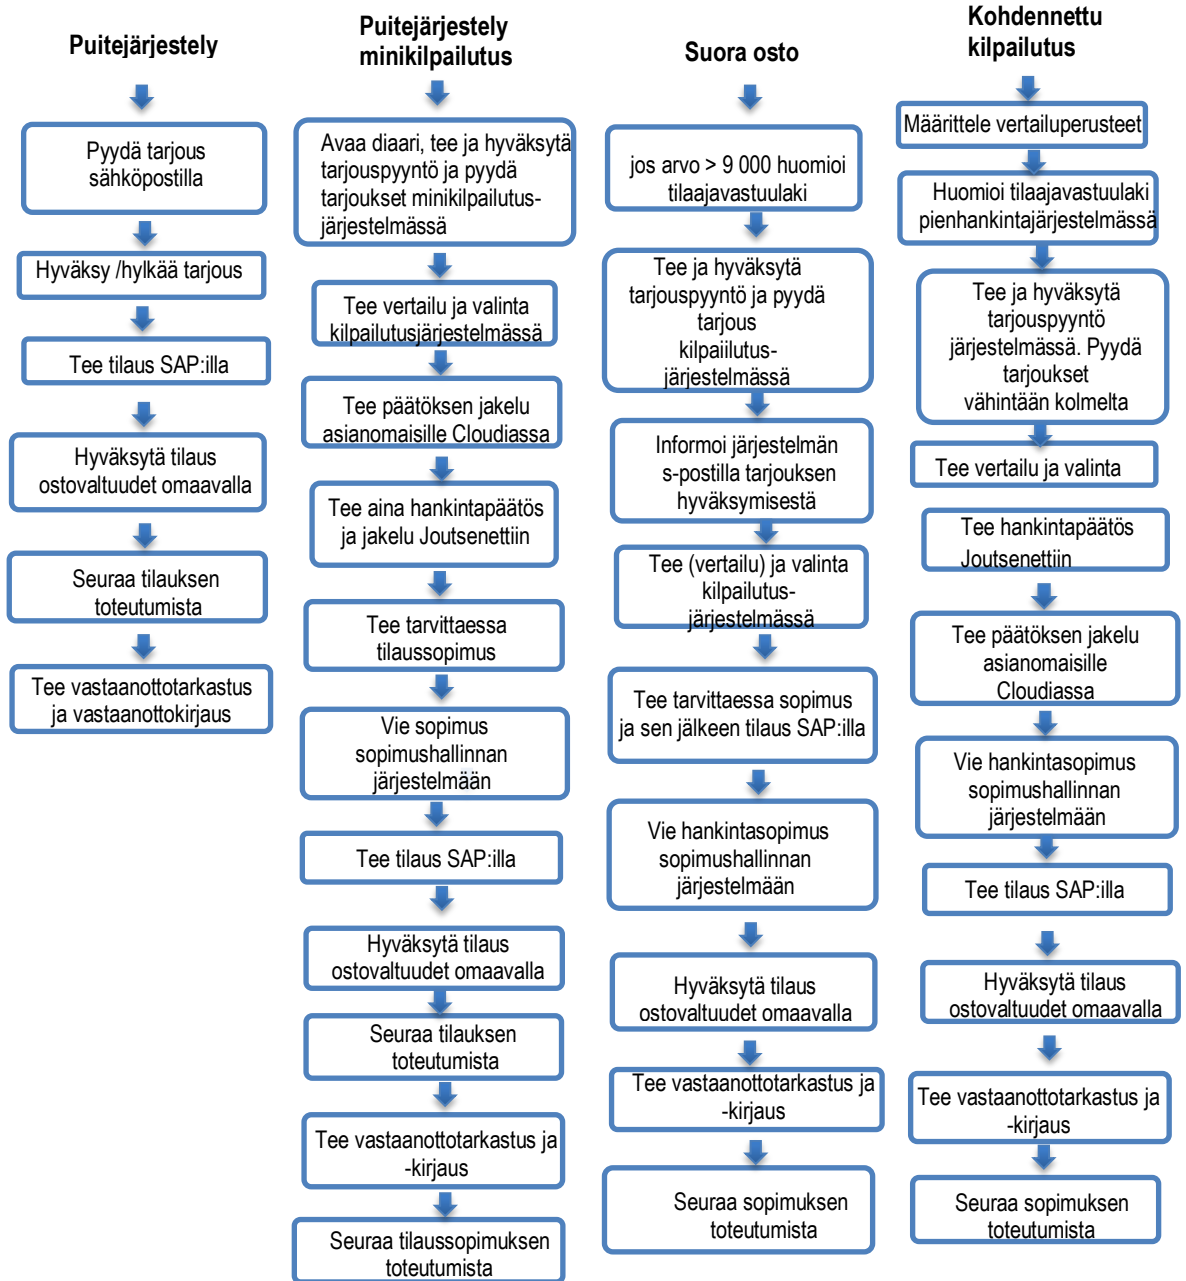 Puitejärjestely
Pyydä tarjous
sähköpostilla
Hyväksy /hylkää tarjous
Tee tilaus SAP:illa
Hyväksytä tilaus
ostovaltuudet omaavalla
Seuraa tilauksen
toteutumista
Tee vastaanottotarkastus
ja vastaanottokirjaus
Puitejärjestely
minikilpailutus
Avaa diaari, tee ja hyväksytä
tarjouspyyntö ja pyydä
tarjoukset minikilpailutus-
järjestelmässä
Tee vertailu ja valinta
kilpailutusjärjestelmässä
Tee päätöksen jakelu
asianomaisille Cloudiassa
Tee aina hankintapäätös
ja jakelu Joutsenettiin
Tee tarvittaessa
tilaussopimus
Vie sopimus
sopimushallinnan
järjestelmään
Tee tilaus SAP:illa
Hyväksytä tilaus
ostovaltuudet omaavalla
Seuraa tilauksen
toteutumista
Tee vastaanottotarkastus ja
-kirjaus
Seuraa tilaussopimuksen
toteutumista
Suora osto
jos arvo > 9 000 huomioi
tilaajavastuulaki
Tee ja hyväksytä
tarjouspyyntö ja pyydä
tarjous
kilpaiilutus-
järjestelmässä
Informoi järjestelmän
s-postilla tarjouksen
hyväksymisestä
Tee (vertailu) ja valinta
kilpailutus-
järjestelmässä
Tee tarvittaessa sopimus
ja sen jälkeen tilaus SAP:illa
Vie hankintasopimus
sopimushallinnan
järjestelmään
Hyväksytä tilaus
ostovaltuudet omaavalla
Tee vastaanottotarkastus ja
-kirjaus
Seuraa sopimuksen
toteutumista
Kohdennettu
kilpailutus
Määrittele vertailuperusteet
Huomioi tilaajavastuulaki
pienhankintajärjestelmässä
Tee ja hyväksytä
tarjouspyyntö
järjestelmässä. Pyydä
tarjoukset
vähintään kolmelta
Tee vertailu ja valinta
Tee hankintapäätös
Joutsenettiin
Tee päätöksen jakelu
asianomaisille
Cloudiassa
Vie hankintasopimus
sopimushallinnan
järjestelmään
Tee tilaus SAP:illa
Hyväksytä tilaus
ostovaltuudet omaavalla
Tee vastaanottotarkastus ja
-kirjaus
Seuraa sopimuksen
toteutumista